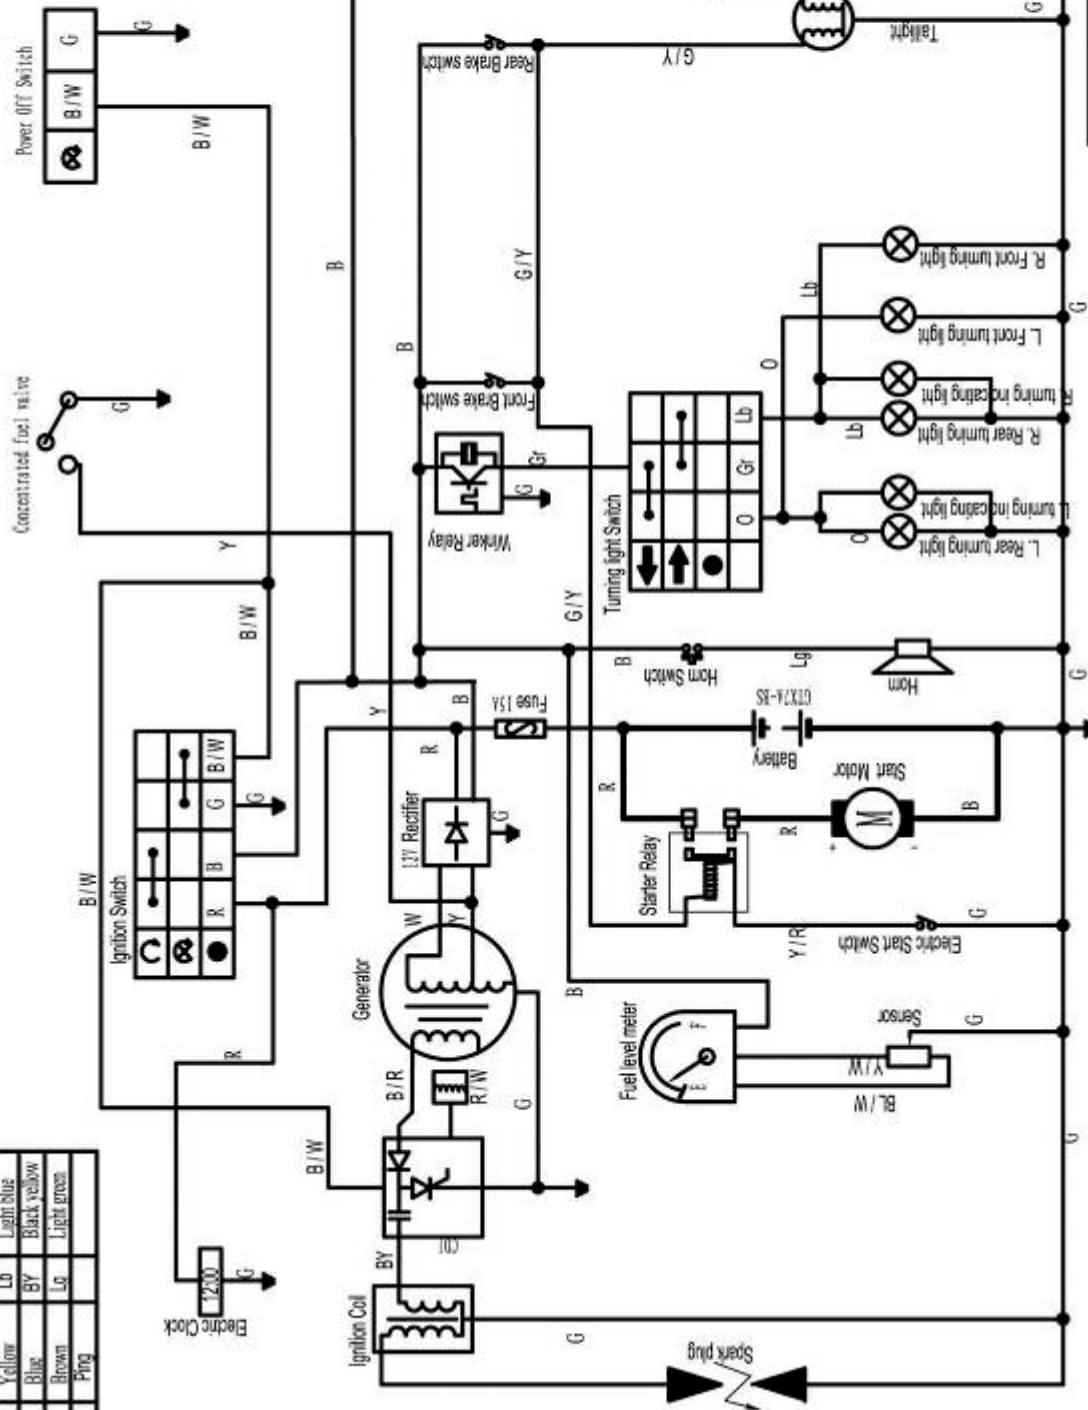 Power Off Switch
G
B/W
G
B/W
Concentrated fuel valve
G
Y
B/W
B/W
B
B
Rear Brake switch
G/Y
Taillight
G
G/Y
Front Brake switch
Winker Relay
Gr
G
Turning light Switch
O
Gr
Lb
O
Lb
Lb
O
R. Front turning light
L. Front turning light
turning indicating light
R. Rear turning light
turning indicating light
L. Rear turning light
G
G/Y
B
Horn Switch
Lg
Horn
G
Ignition Switch
R
B
G
B/W
G
Y
R
B
Fuse 15A
GTX7A-BS
Battery
12V Rectifier
G
R
Start Motor
M
+
-
R
B
Starter Relay
Y/R
Electric Start Switch
G
Generator
W
Y
B/R
R/W
G
B
Fuel level meter
E
F
Y/W
BL/W
Sensor
G
G
R
B/W
CDI
BY
Electric Clock
12:00
G
Ignition Coil
G
Spark plug
Yellow
Lb
Light blue
Blue
BY
Black yellow
Brown
Lg
Light green
Ping